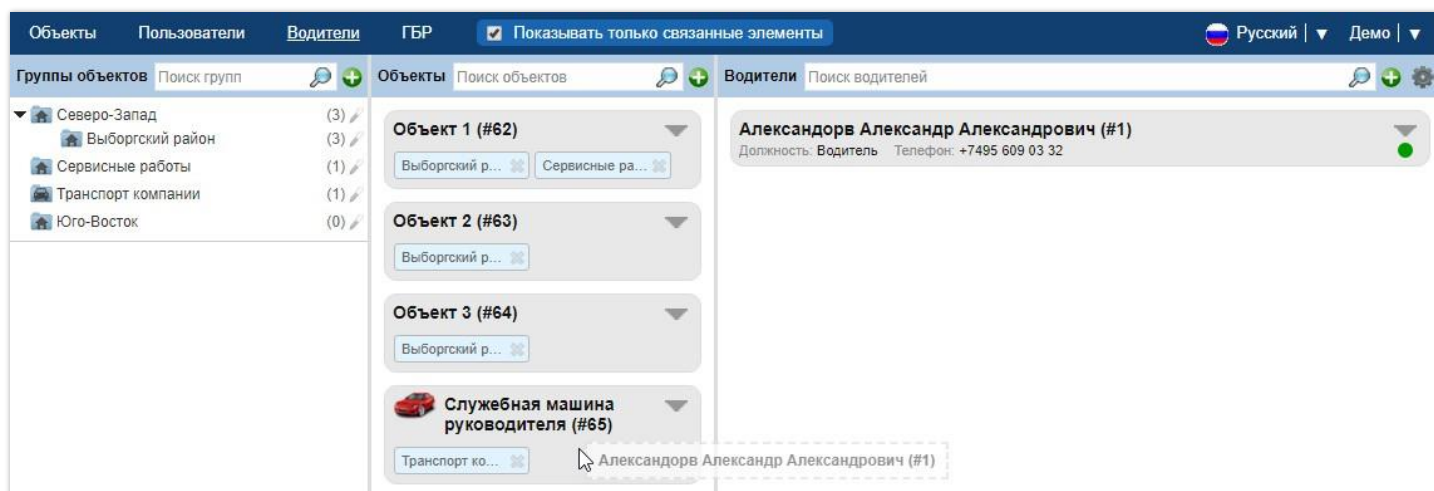 Объекты Пользователи Водители ГБР Показывать только связанные элементы Русский | ▼ Демо | ▼
Группы объектов Поиск групп
Северо-Запад (3)
Выборгский район (3)
Сервисные работы (1)
Транспорт компании (1)
Юго-Восток (0)
Объекты Поиск объектов
Объект 1 (#62)
Выборгский р... Сервисные ра...
Объект 2 (#63)
Выборгский р...
Объект 3 (#64)
Выборгский р...
Служебная машина
руководителя (#65)
Транспорт ко...
Водители Поиск водителей
Александорв Александр Александрович (#1)
Должность: Водитель Телефон: +7495 609 03 32
Александорв Александр Александрович (#1)